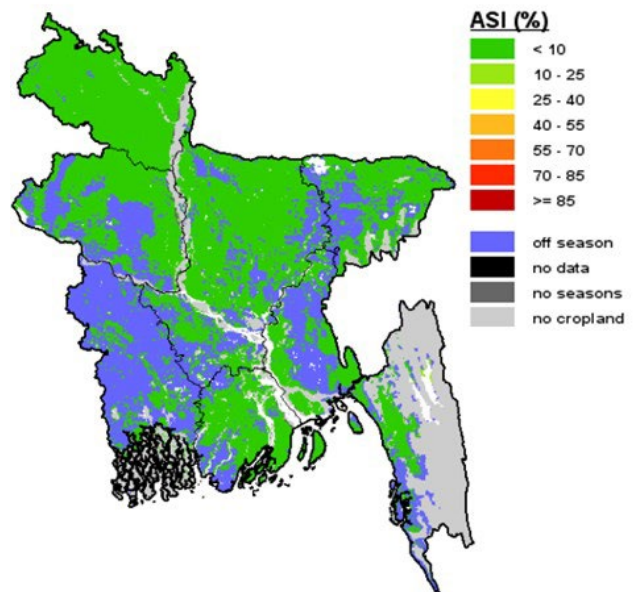 ASI (%)
< 10
10 - 25
25 - 40
40 - 55
55 - 70
70 - 85
>= 85
off season
no data
no seasons
no cropland